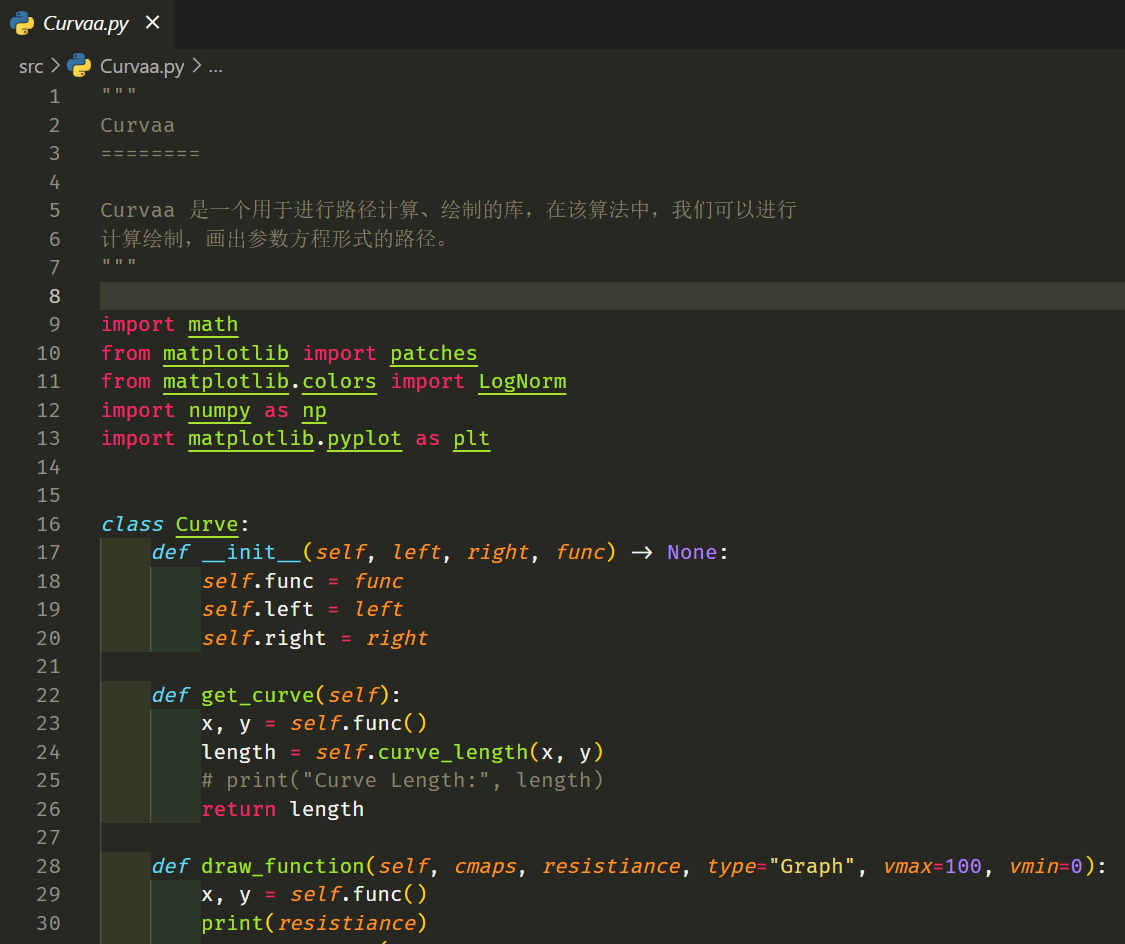 Curvaa.py ×
src > Curvaa.py > ...
1 """
2 Curvaa
3 ========
4
5 Curvaa 是一个用于进行路径计算、绘制的库，在该算法中，我们可以进行
6 计算绘制，画出参数方程形式的路径。
7 """
8
9 import math
10 from matplotlib import patches
11 from matplotlib.colors import LogNorm
12 import numpy as np
13 import matplotlib.pyplot as plt
14
15
16 class Curve:
17     def __init__(self, left, right, func) -> None:
18         self.func = func
19         self.left = left
20         self.right = right
21
22     def get_curve(self):
23         x, y = self.func()
24         length = self.curve_length(x, y)
25         # print("Curve Length:", length)
26         return length
27
28     def draw_function(self, cmaps, resistiance, type="Graph", vmax=100, vmin=0):
29         x, y = self.func()
30         print(resistiance)